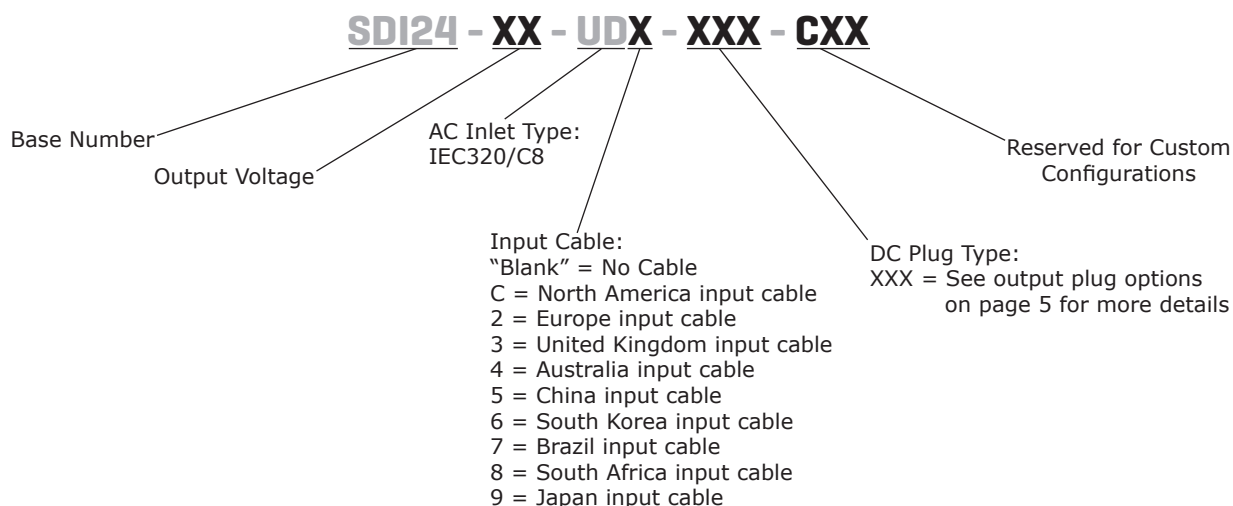 SDI24 - XX - UDX - XXX - CXX
Base Number
Output Voltage
AC Inlet Type:
IEC320/C8
Input Cable:
“Blank” = No Cable
C = North America input cable
2 = Europe input cable
3 = United Kingdom input cable
4 = Australia input cable
5 = China input cable
6 = South Korea input cable
7 = Brazil input cable
8 = South Africa input cable
9 = Japan input cable
DC Plug Type:
XXX = See output plug options
on page 5 for more details
Reserved for Custom
Configurations